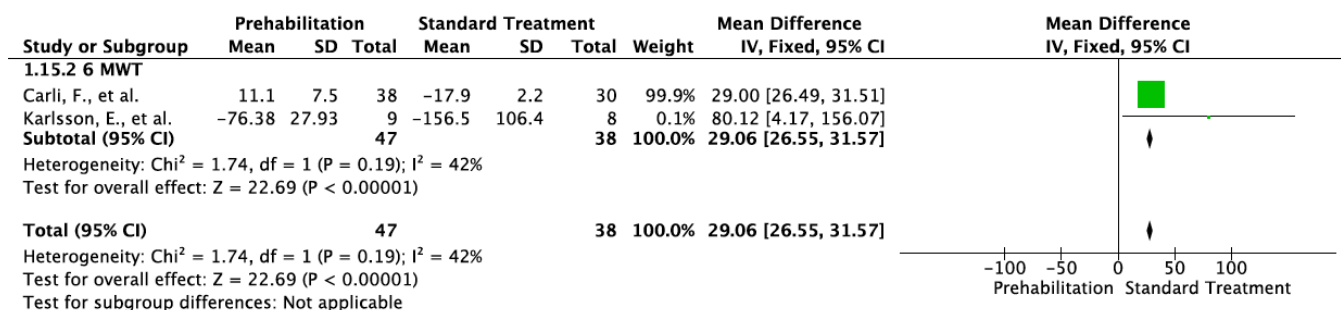 Prehabilitation Standard Treatment Mean Difference Mean Difference
Study or Subgroup Mean SD Total Mean SD Total Weight IV, Fixed, 95% CI IV, Fixed, 95% CI
1.15.2 6 MWT
Carli, F., et al. 11.1 7.5 38 −17.9 2.2 30 99.9% 29.00 [26.49, 31.51]
Karlsson, E., et al. −76.38 27.93 9 −156.5 106.4 8 0.1% 80.12 [4.17, 156.07]
Subtotal (95% CI) 47 38 100.0% 29.06 [26.55, 31.57]
Heterogeneity: Chi² = 1.74, df = 1 (P = 0.19); I² = 42%
Test for overall effect: Z = 22.69 (P < 0.00001)
Total (95% CI) 47 38 100.0% 29.06 [26.55, 31.57]
Heterogeneity: Chi² = 1.74, df = 1 (P = 0.19); I² = 42%
Test for overall effect: Z = 22.69 (P < 0.00001)
Test for subgroup differences: Not applicable
−100 −50 0 50 100
Prehabilitation Standard Treatment